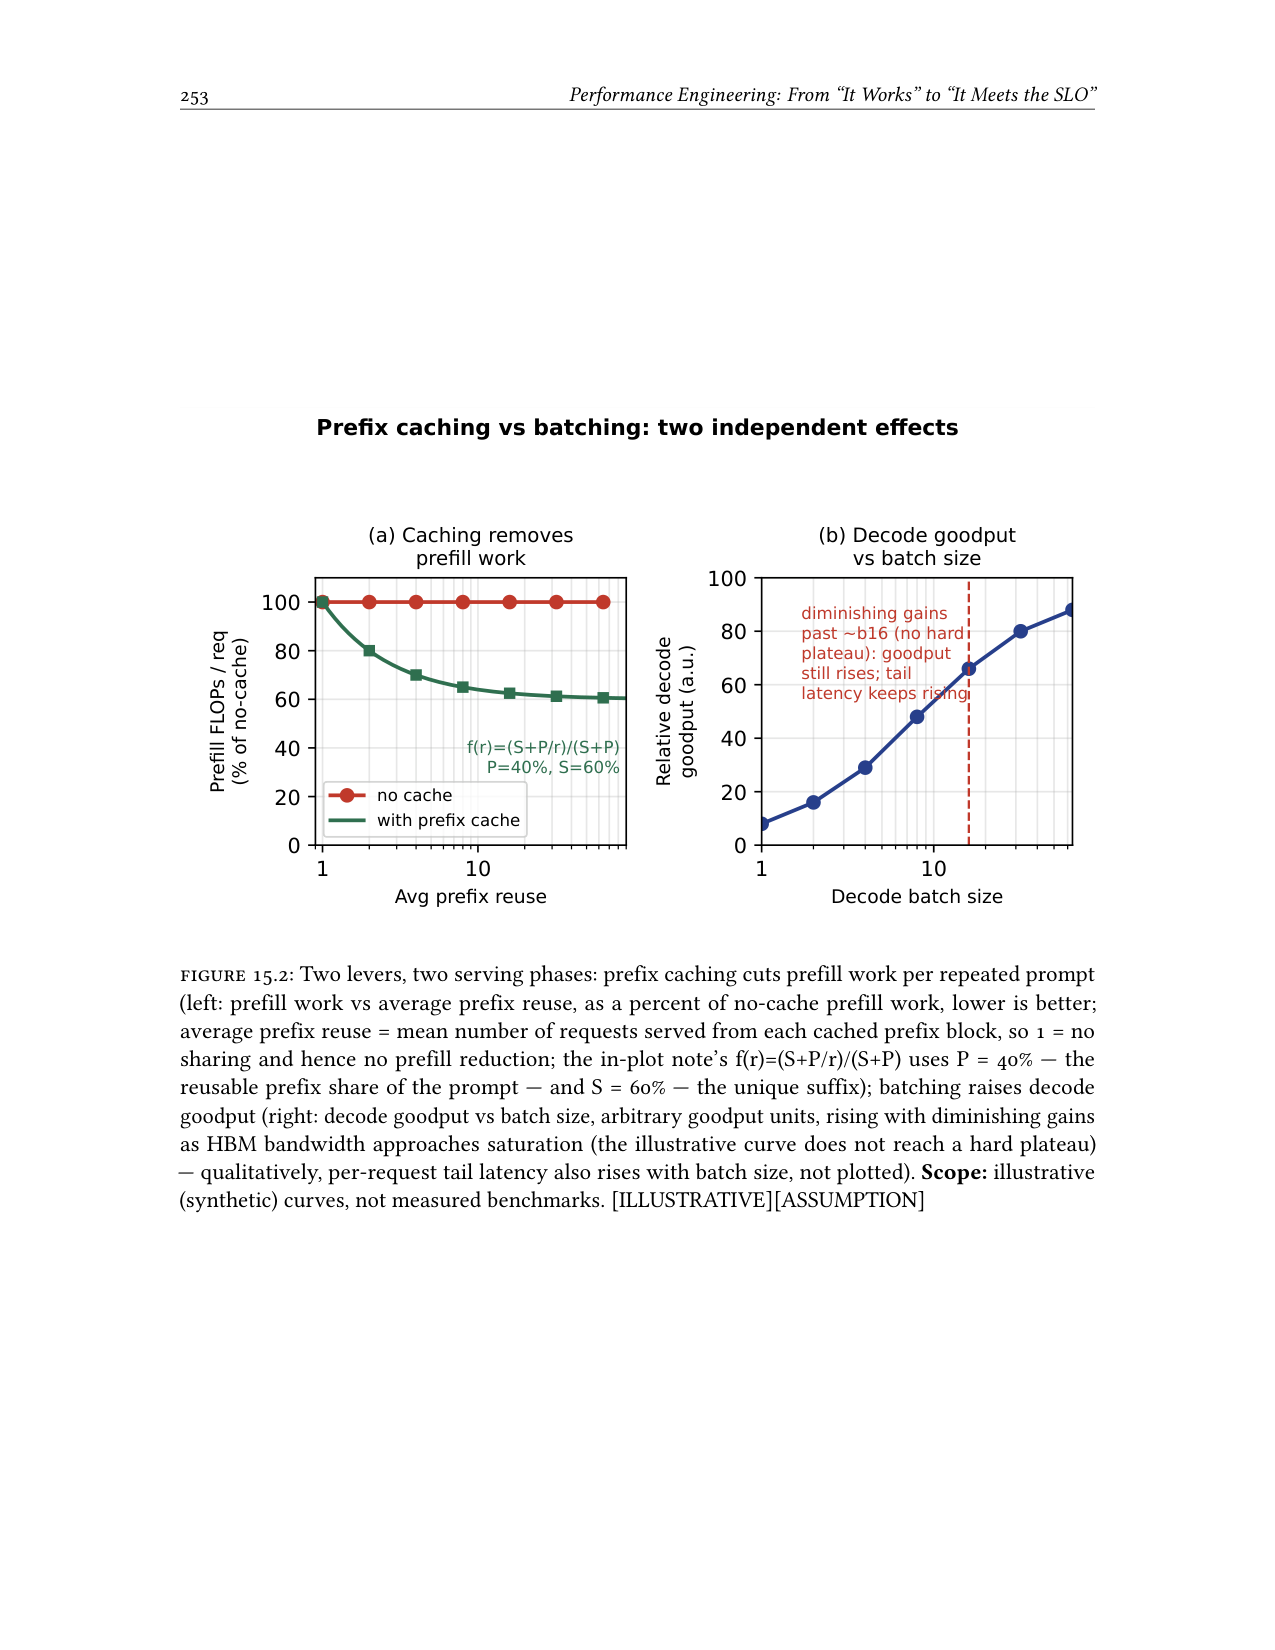 253
Performance Engineering: From “It Works” to “It Meets the SLO”
Prefix caching vs batching: two independent effects
(a) Caching removes
prefill work
Prefill FLOPs / req
(% of no-cache)
100
80
60
40
20
0
f(r)=(S+P/r)/(S+P)
P=40%, S=60%
no cache
with prefix cache
1
10
Avg prefix reuse
(b) Decode goodput
vs batch size
Relative decode
goodput (a.u.)
100
80
60
40
20
0
diminishing gains
past ~b16 (no hard
plateau): goodput
still rises; tail
latency keeps rising
1
10
Decode batch size
FIGURE 15.2: Two levers, two serving phases: prefix caching cuts prefill work per repeated prompt
(left: prefill work vs average prefix reuse, as a percent of no-cache prefill work, lower is better;
average prefix reuse = mean number of requests served from each cached prefix block, so 1 = no
sharing and hence no prefill reduction; the in-plot note’s f(r)=(S+P/r)/(S+P) uses P = 40% — the
reusable prefix share of the prompt — and S = 60% — the unique suffix); batching raises decode
goodput (right: decode goodput vs batch size, arbitrary goodput units, rising with diminishing gains
as HBM bandwidth approaches saturation (the illustrative curve does not reach a hard plateau)
— qualitatively, per-request tail latency also rises with batch size, not plotted). Scope: illustrative
(synthetic) curves, not measured benchmarks. [ILLUSTRATIVE][ASSUMPTION]